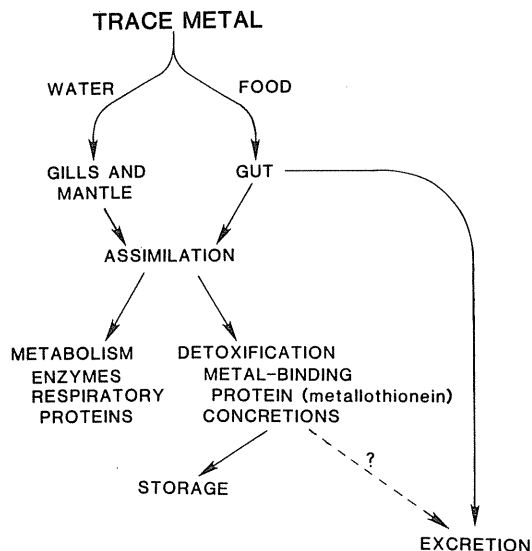 TRACE METAL
WATER
FOOD
GILLS AND
MANTLE
GUT
ASSIMILATION
METABOLISM
ENZYMES
RESPIRATORY
PROTEINS
DETOXIFICATION
METAL-BINDING
PROTEIN (metallothionein)
CONCRETIONS
?
STORAGE
EXCRETION